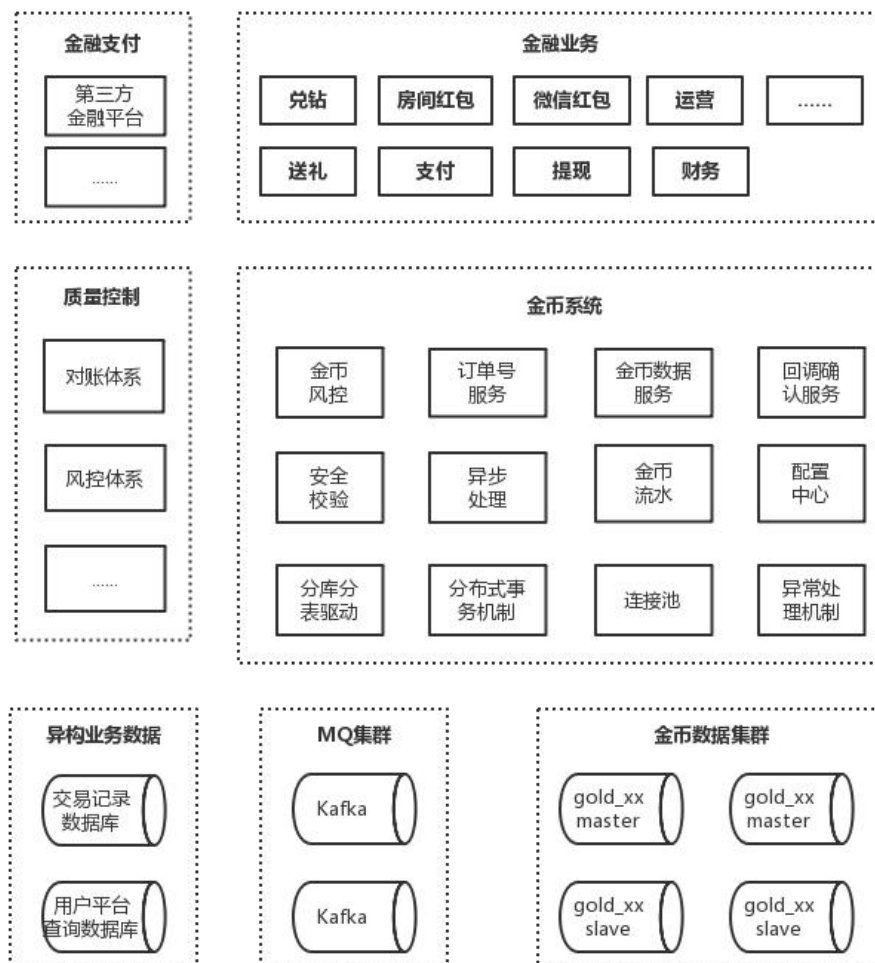 金融支付
第三方
金融平台
......
金融业务
兑钻
房间红包
微信红包
运营
......
送礼
支付
提现
财务
质量控制
对账体系
风控体系
......
金币系统
金币
风控
订单号
服务
金币数据
服务
回调确
认服务
安全
校验
异步
处理
金币
流水
配置
中心
分库分
表驱动
分布式事
务机制
连接池
异常处
理机制
异构业务数据
交易记录
数据库
用户平台
查询数据库
MQ集群
Kafka
Kafka
金币数据集群
gold_xx
master
gold_xx
master
gold_xx
slave
gold_xx
slave